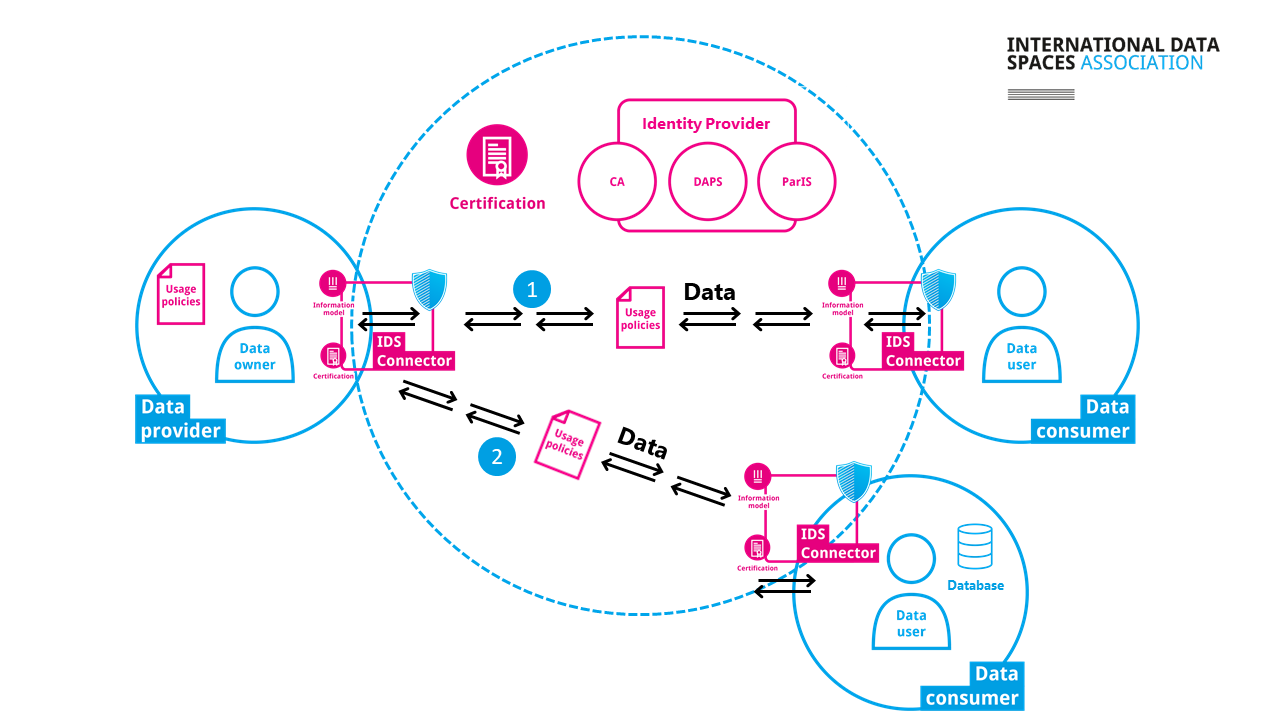 INTERNATIONAL DATA
SPACES ASSOCIATION
Identity Provider
CA
DAPS
ParIS
Certification
Usage
policies
Data
owner
Data
provider
Information
model
Certification
IDS
Connector
1
Usage
policies
Data
Information
model
Certification
IDS
Connector
Data
user
Data
consumer
2
Usage
policies
Data
Information
model
Certification
IDS
Connector
Database
Data
user
Data
consumer